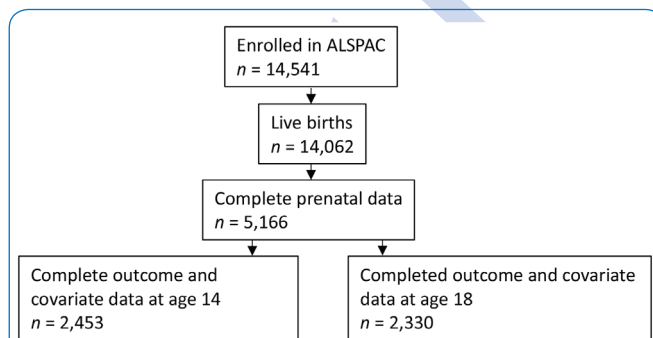 Enrolled in ALSPAC
n = 14,541
Live births
n = 14,062
Complete prenatal data
n = 5,166
Complete outcome and
covariate data at age 14
n = 2,453
Completed outcome and covariate
data at age 18
n = 2,330